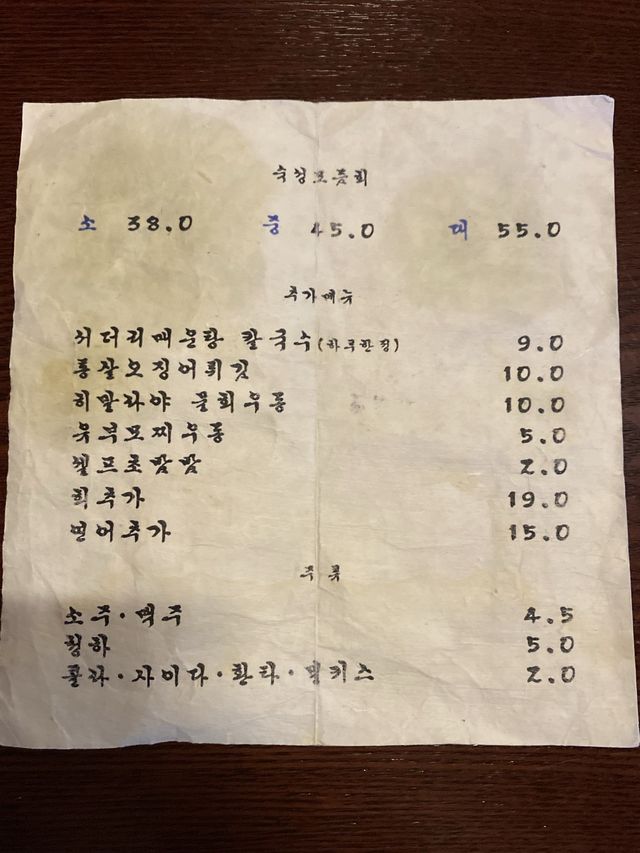 숙성모듬회
소 38.0 중 45.0 대 55.0
추가메뉴
서더리매운탕 칼국수(하루한정) 9.0
통살오징어튀김 10.0
히말라야 물회우동 10.0
유부모찌우동 5.0
셀프초밥밥 2.0
회추가 19.0
연어추가 15.0
주류
소주·맥주 4.5
청하 5.0
콜라·사이다·환타·밀키스 2.0